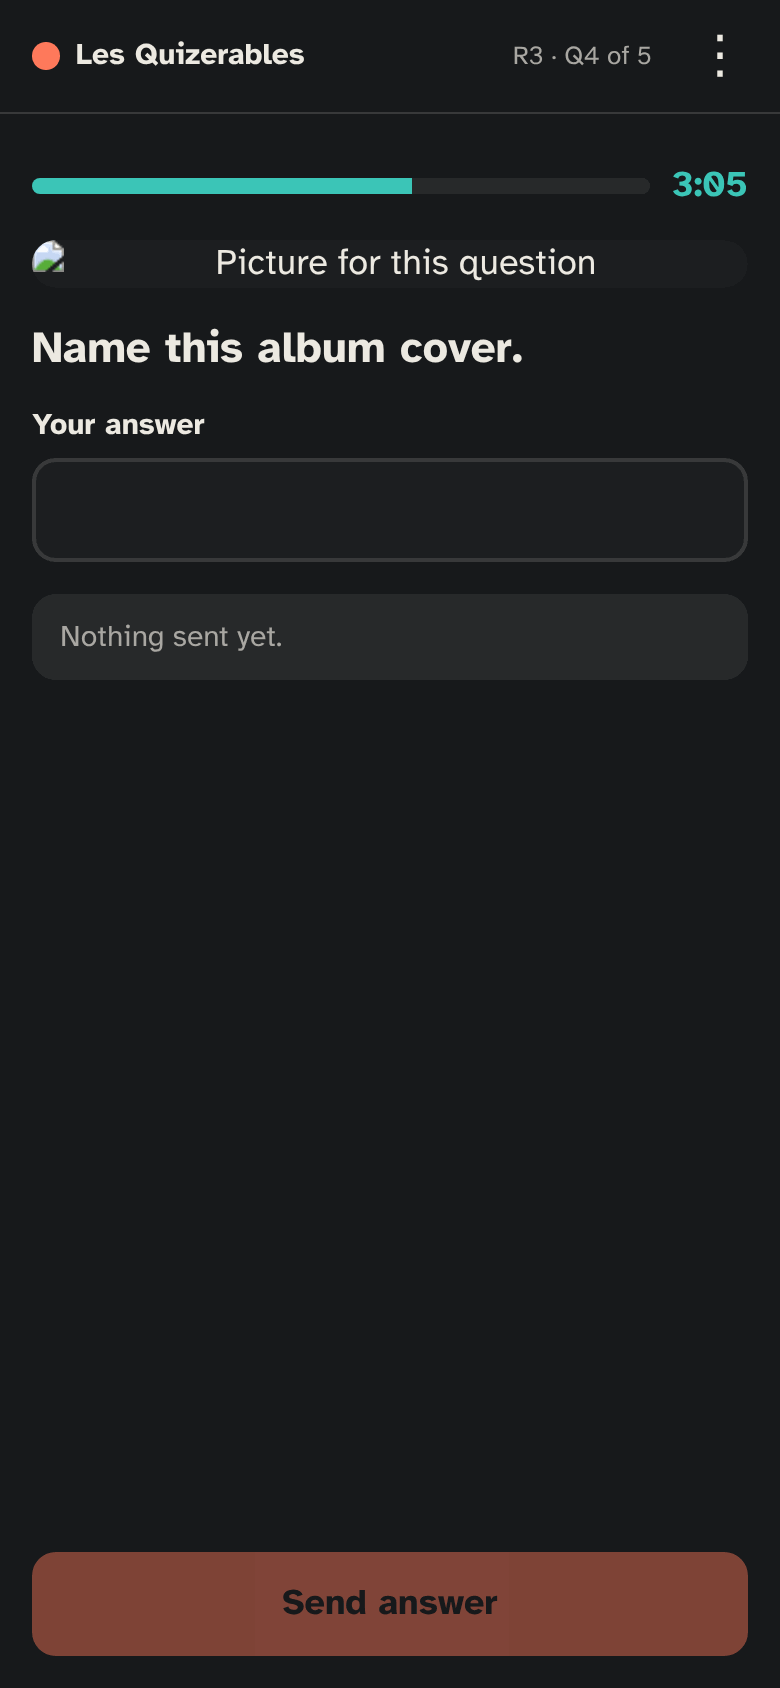 Les Quizerables
R3 · Q4 of 5
3:05
Picture for this question
Name this album cover.
Your answer
Nothing sent yet.
Send answer